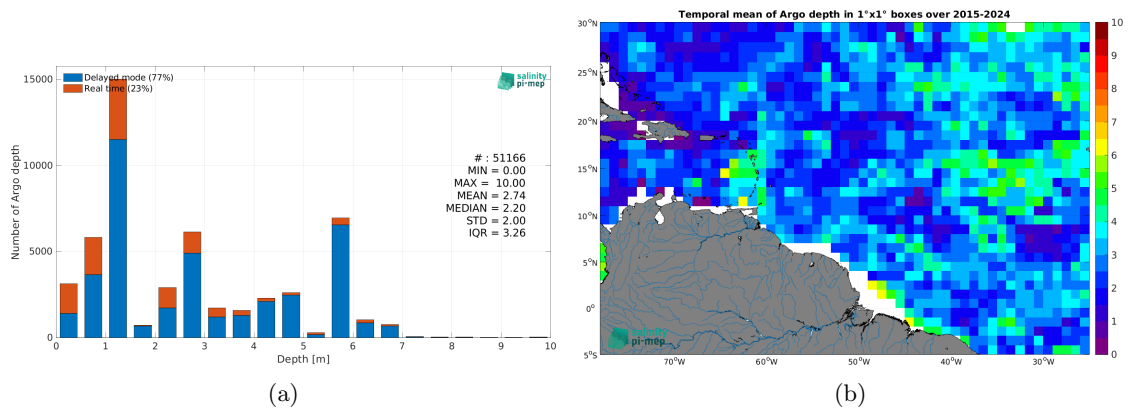 Temporal mean of Argo depth in 1°x1° boxes over 2015-2024
Delayed mode (77%)
Real time (23%)
salinity
pi-mep
# : 51166
MIN = 0.00
MAX = 10.00
MEAN = 2.74
MEDIAN = 2.20
STD = 2.00
IQR = 3.26
Number of Argo depth
15000
10000
5000
0
0 1 2 3 4 5 6 7 8 9 10
Depth [m]
(a)
30°N
25°N
20°N
15°N
10°N
5°N
0°
5°S
70°W 60°W 50°W 40°W 30°W
salinity
pi-mep
10
9
8
7
6
5
4
3
2
1
0
(b)